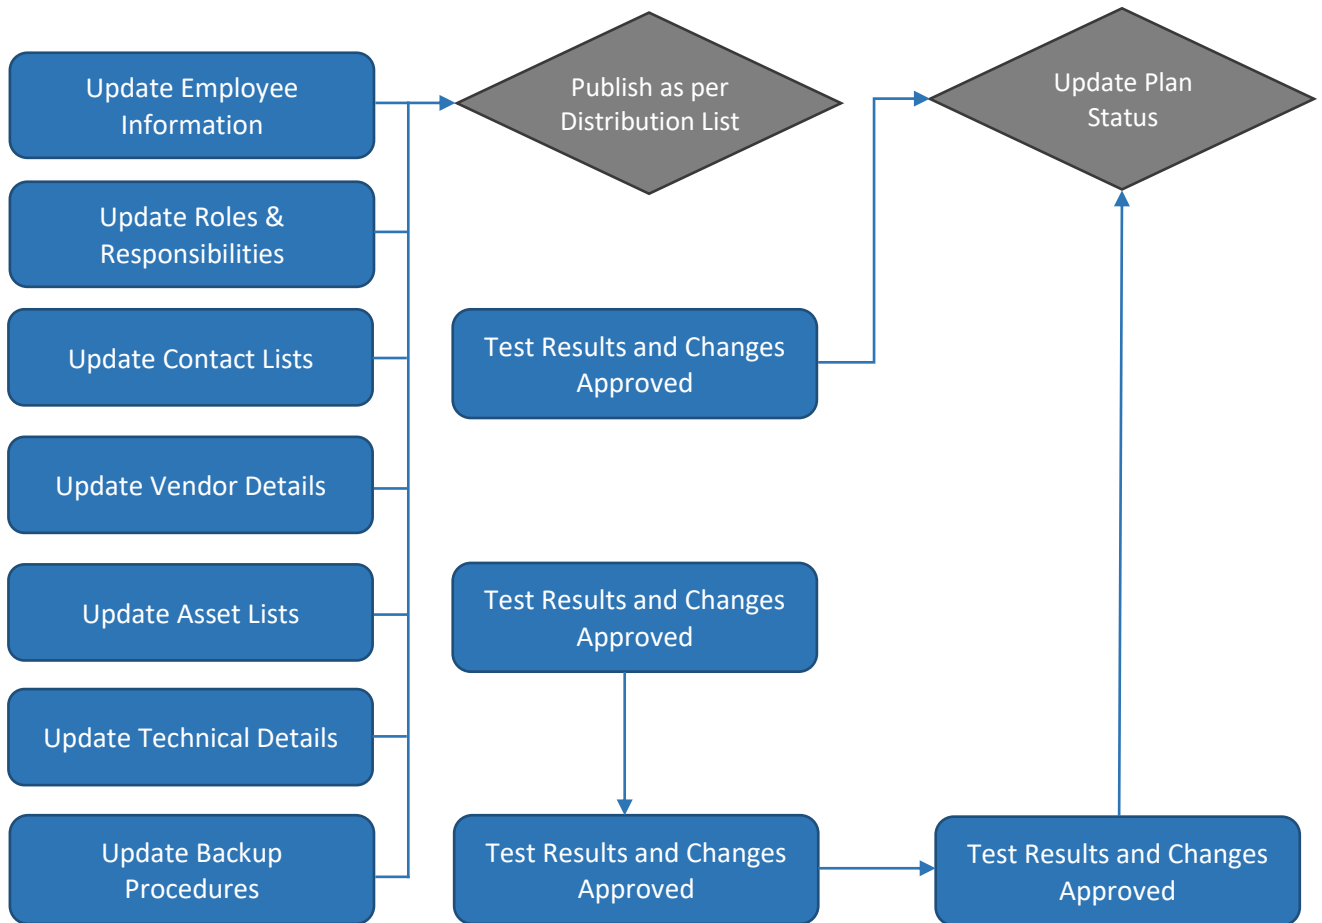 Update Employee
Information
Publish as per
Distribution List
Update Plan
Status
Update Roles &
Responsibilities
Update Contact Lists
Test Results and Changes
Approved
Update Vendor Details
Update Asset Lists
Test Results and Changes
Approved
Update Technical Details
Update Backup
Procedures
Test Results and Changes
Approved
Test Results and Changes
Approved